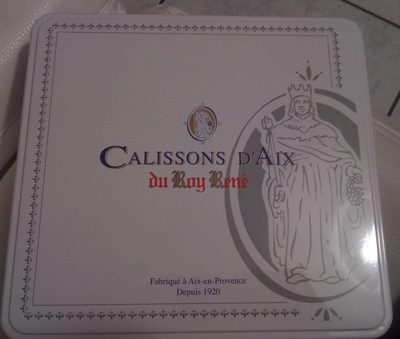 CALISSONS D'AIX
du Roy René
Fabriqué à Aix-en-Provence
Depuis 1920